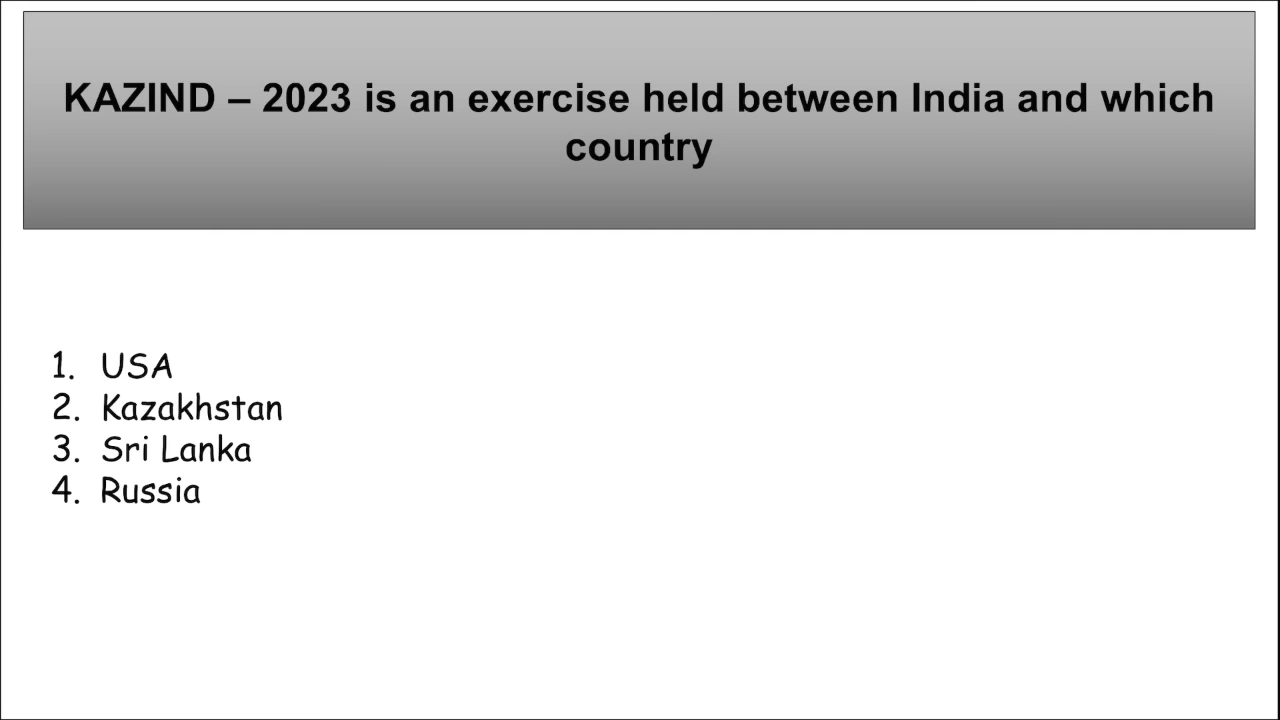 KAZIND – 2023 is an exercise held between India and which
country
1. USA
2. Kazakhstan
3. Sri Lanka
4. Russia